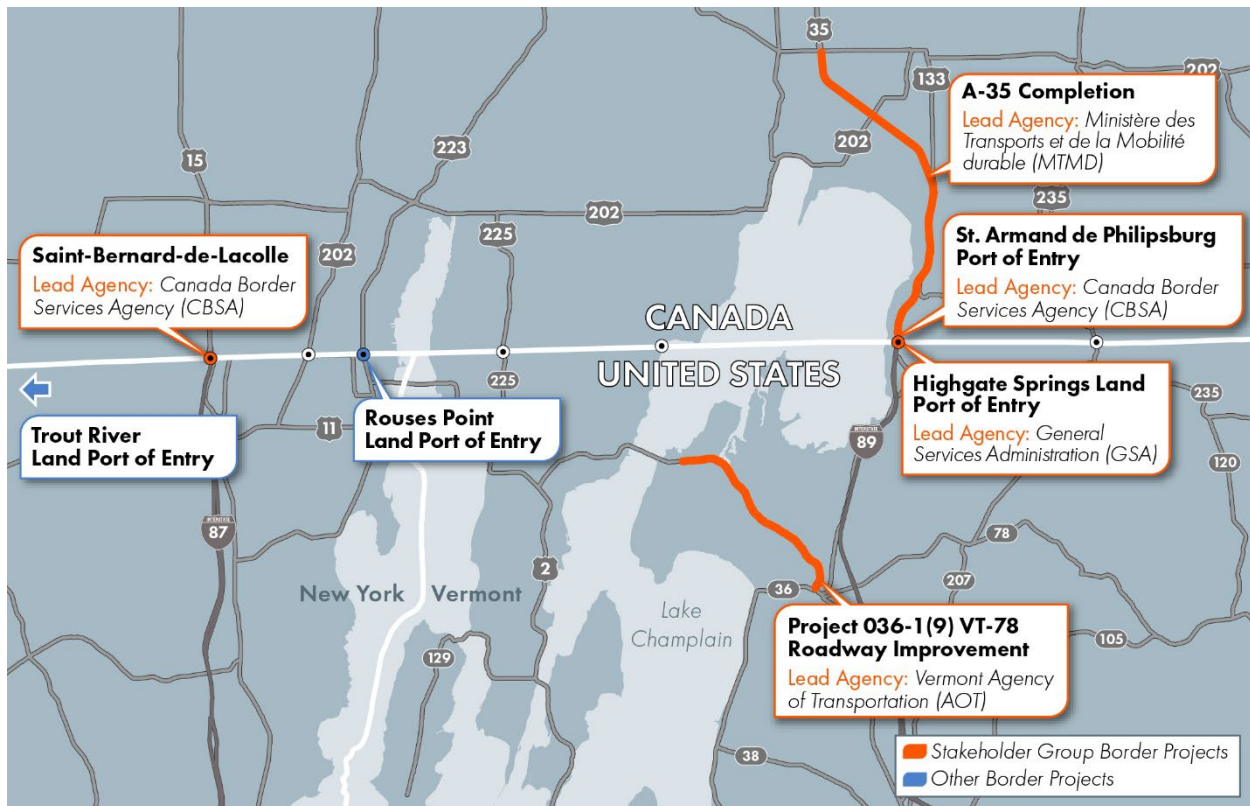 35
202
133
A-35 Completion
Lead Agency: Ministère des
Transports et de la Mobilité
durable (MTMD)
223
15
202
202
225
235
Saint-Bernard-de-Lacolle
Lead Agency: Canada Border
Services Agency (CBSA)
202
St. Armand de Philipsburg
Port of Entry
Lead Agency: Canada Border
Services Agency (CBSA)
CANADA
UNITED STATES
225
235
Trout River
Land Port of Entry
11
Rouses Point
Land Port of Entry
INTERSTATE
89
Highgate Springs Land
Port of Entry
Lead Agency: General
Services Administration (GSA)
120
INTERSTATE
87
2
78
207
New York
Vermont
36
Lake
Champlain
105
129
Project 036-1(9) VT-78
Roadway Improvement
Lead Agency: Vermont Agency
of Transportation (AOT)
38
Stakeholder Group Border Projects
Other Border Projects